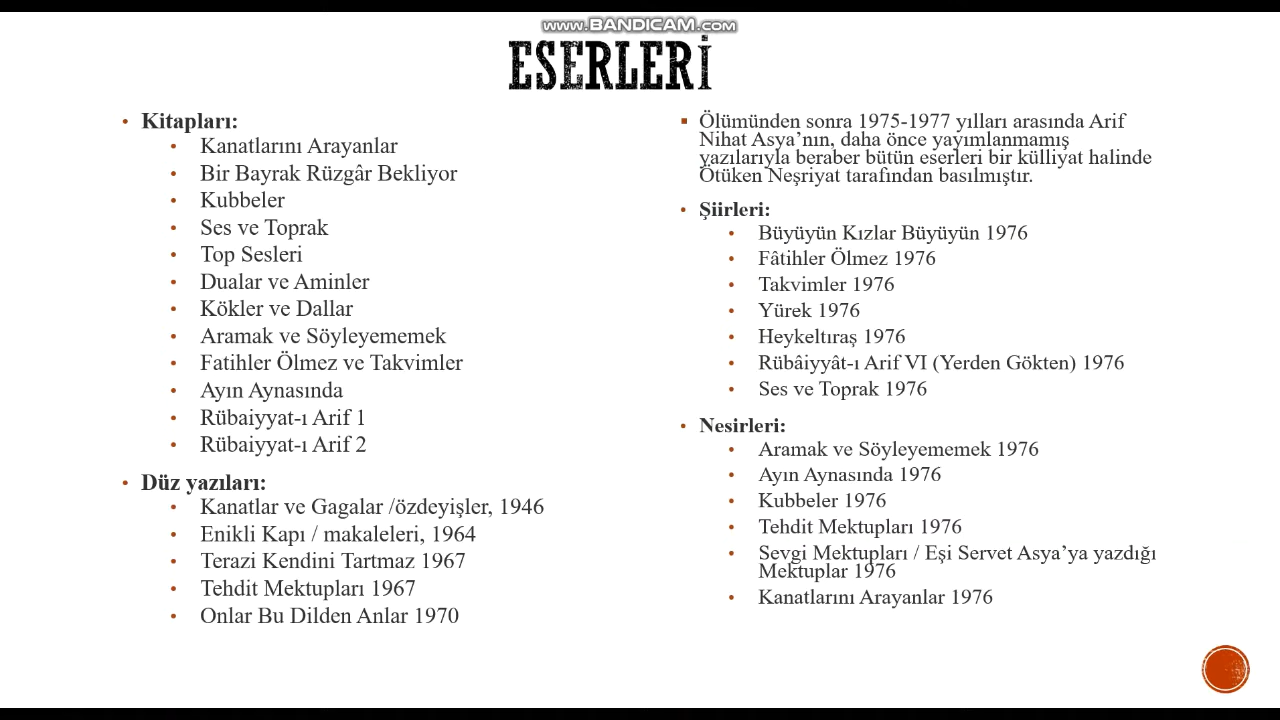 www.BANDICAM.com
ESERLERİ
• Kitapları:
• Kanatlarını Arayanlar
• Bir Bayrak Rüzgâr Bekliyor
• Kubbeler
• Ses ve Toprak
• Top Sesleri
• Dualar ve Aminler
• Kökler ve Dallar
• Aramak ve Söyleyememek
• Fatihler Ölmez ve Takvimler
• Ayın Aynasında
• Rübaiyyat-ı Arif 1
• Rübaiyyat-ı Arif 2
• Düz yazıları:
• Kanatlar ve Gagalar /özdeyişler, 1946
• Enikli Kapı / makaleleri, 1964
• Terazi Kendini Tartmaz 1967
• Tehdit Mektupları 1967
• Onlar Bu Dilden Anlar 1970
▪ Ölümünden sonra 1975-1977 yılları arasında Arif
Nihat Asya’nın, daha önce yayımlanmamış
yazılarıyla beraber bütün eserleri bir külliyat halinde
Ötüken Neşriyat tarafından basılmıştır.
• Şiirleri:
• Büyüyün Kızlar Büyüyün 1976
• Fâtihler Ölmez 1976
• Takvimler 1976
• Yürek 1976
• Heykeltıraş 1976
• Rübâiyyât-ı Arif VI (Yerden Gökten) 1976
• Ses ve Toprak 1976
• Nesirleri:
• Aramak ve Söyleyememek 1976
• Ayın Aynasında 1976
• Kubbeler 1976
• Tehdit Mektupları 1976
• Sevgi Mektupları / Eşi Servet Asya’ya yazdığı
Mektuplar 1976
• Kanatlarını Arayanlar 1976